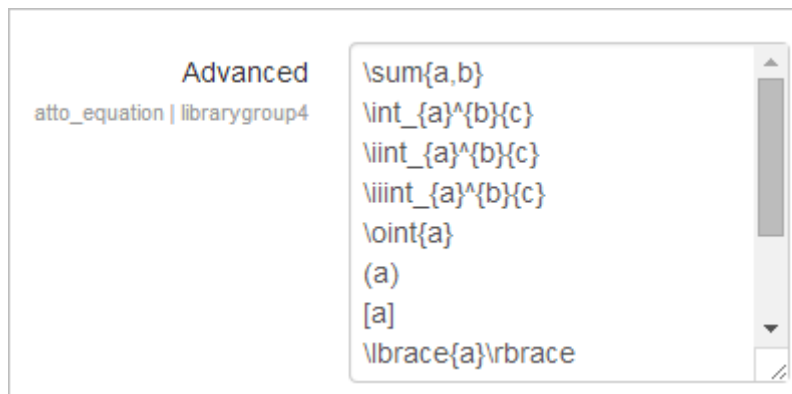 Advanced
atto_equation | librarygroup4
\sum{a,b}
\int_{a}^{b}{c}
\iint_{a}^{b}{c}
\iiint_{a}^{b}{c}
\oint{a}
(a)
[a]
\lbrace{a}\rbrace